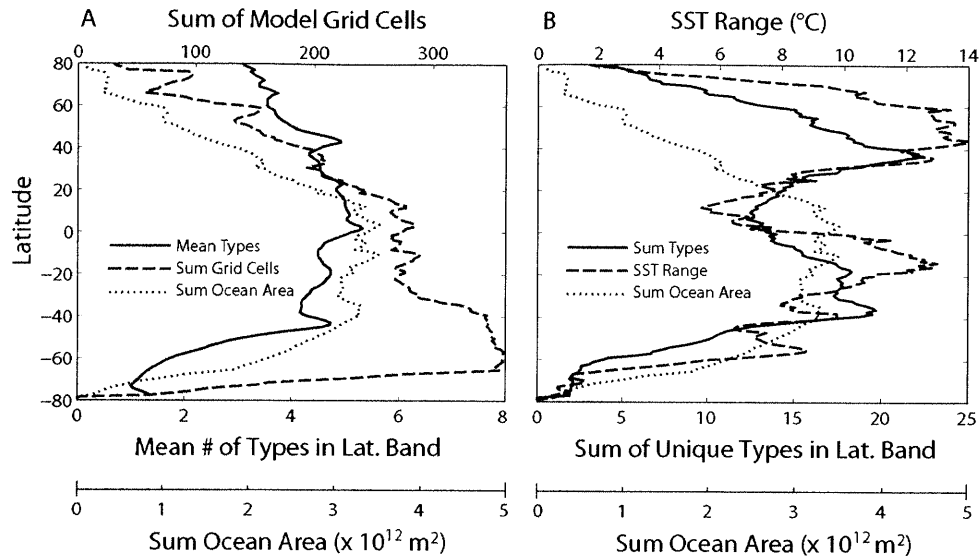 A Sum of Model Grid Cells
0 100 200 300
80
60
40
20
0
−20
−40
−60
−80
Latitude
Mean Types
Sum Grid Cells
Sum Ocean Area
0 2 4 6 8
Mean # of Types in Lat. Band
0 1 2 3 4 5
Sum Ocean Area (x 10¹² m²)
B SST Range (°C)
0 2 4 6 8 10 12 14
Sum Types
SST Range
Sum Ocean Area
0 5 10 15 20 25
Sum of Unique Types in Lat. Band
0 1 2 3 4 5
Sum Ocean Area (x 10¹² m²)